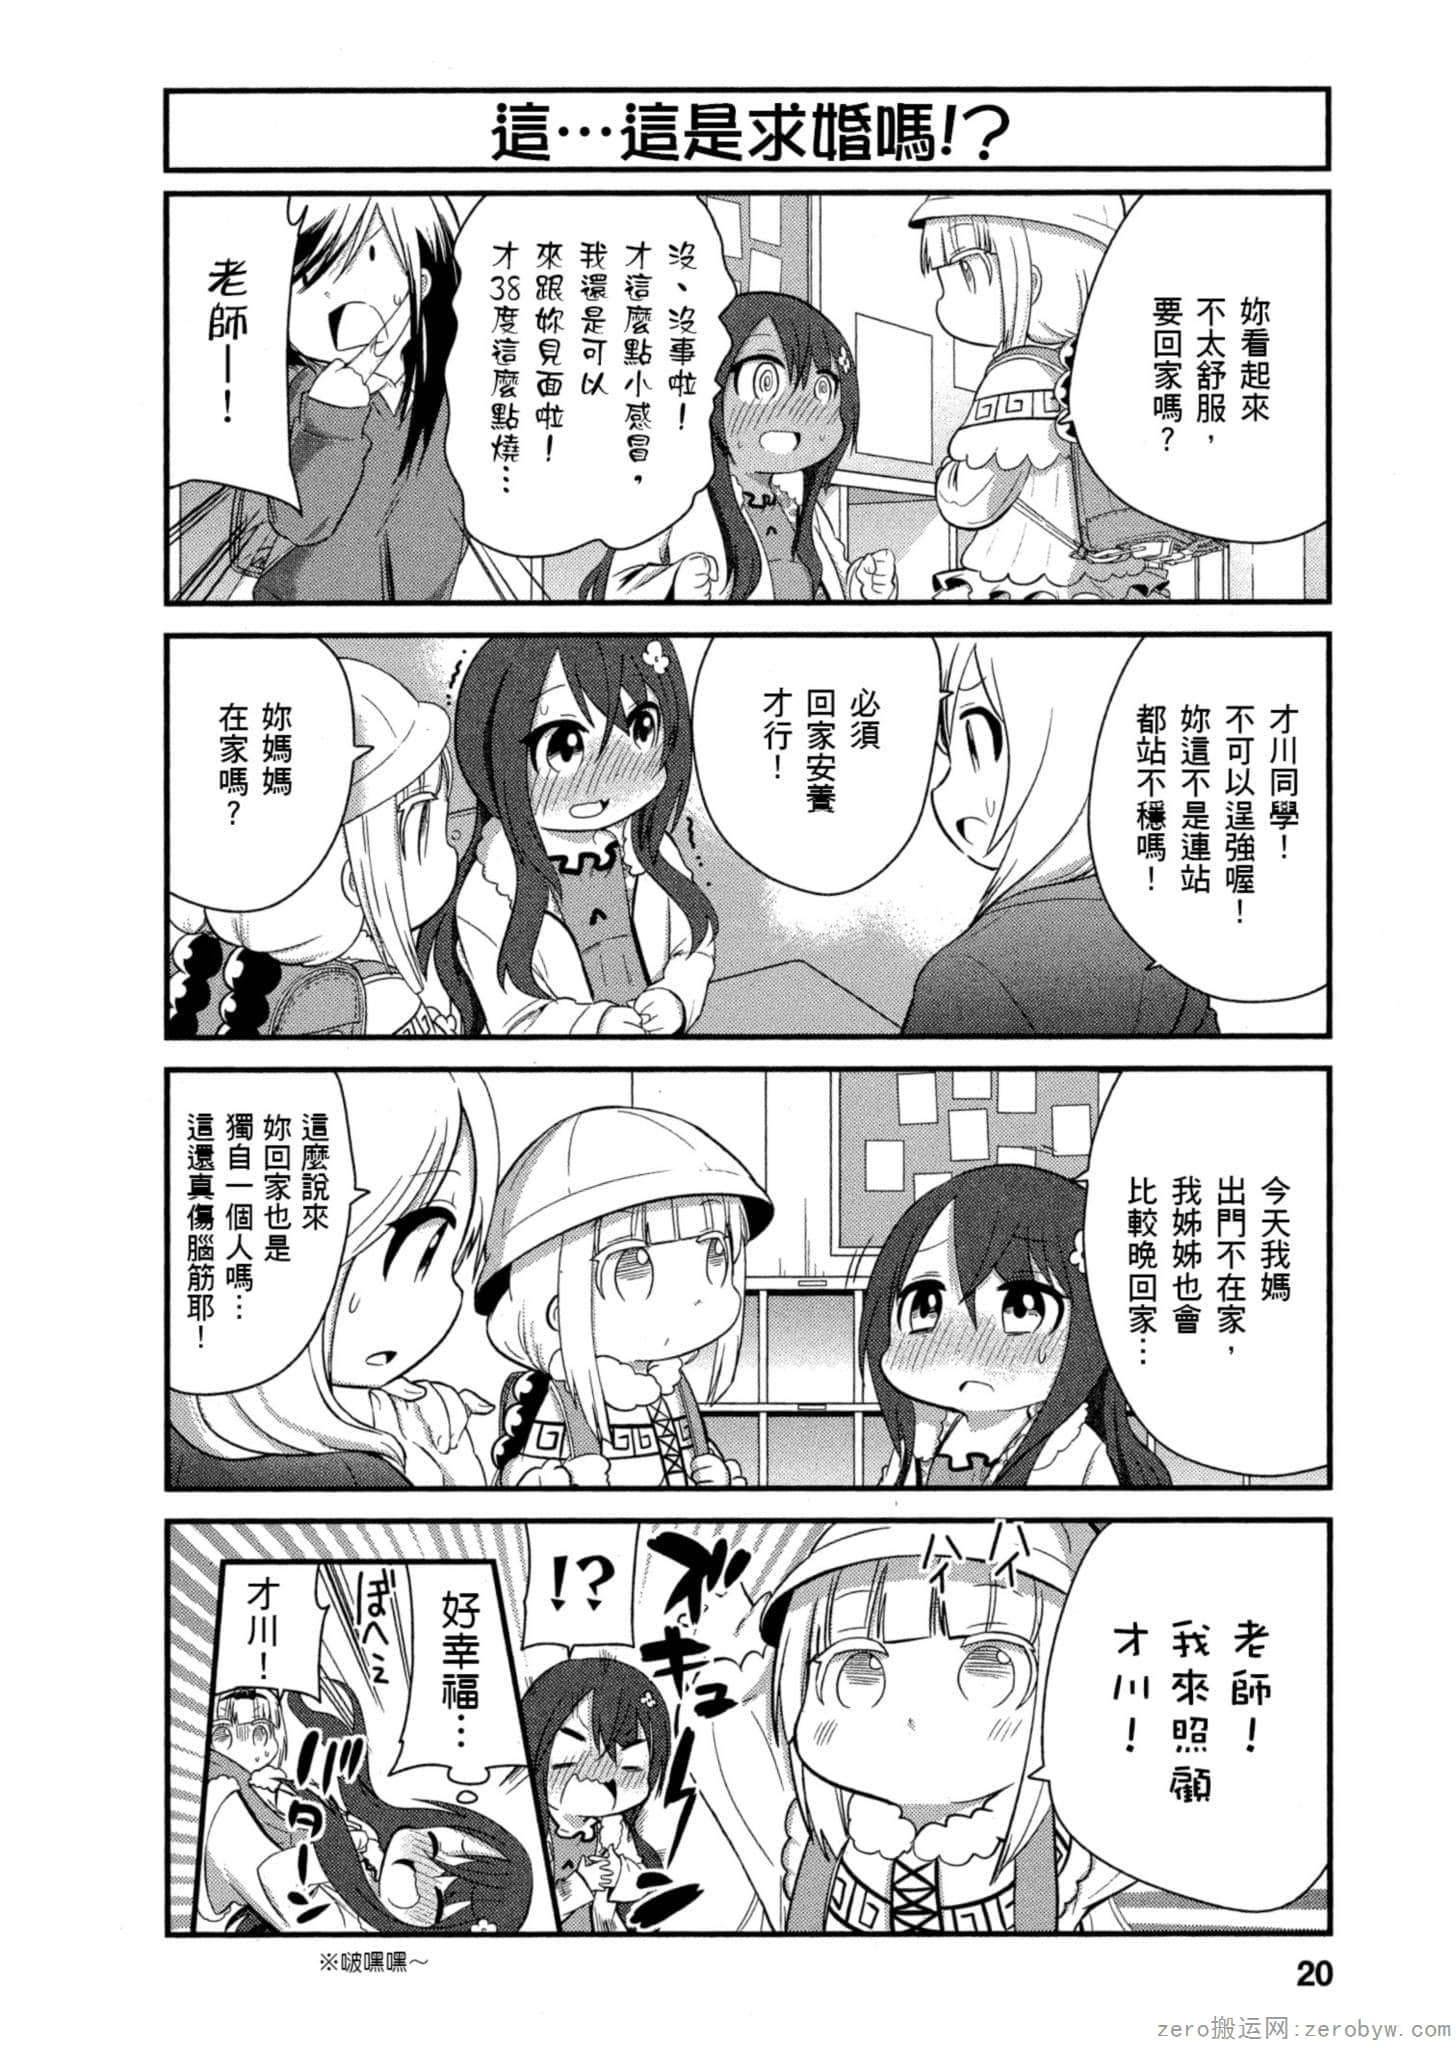 這…這是求婚嗎!?
妳看起來
不太舒服，
要回家嗎？
沒、沒事啦！
才這麼點小感冒，
我還是可以
來跟妳見面啦！
才38度這麼點燒…
老師—！
才川同學！
不可以逞強喔！
妳這不是連站
都站不穩嗎！
必須
回家安養
才行！
妳媽媽
在家嗎？
今天我媽
出門不在家，
我姊姊也會
比較晚回家…
這麼說來
妳回家也是
獨自一個人嗎…
這還真傷腦筋耶！
老師！
我來照顧
才川！
ハイ
ハイ
ズッキュ
!?
好幸福…
ぼへえ
才川！
バターン
※啵嘿嘿～
20
zero搬运网:zerobyw.com